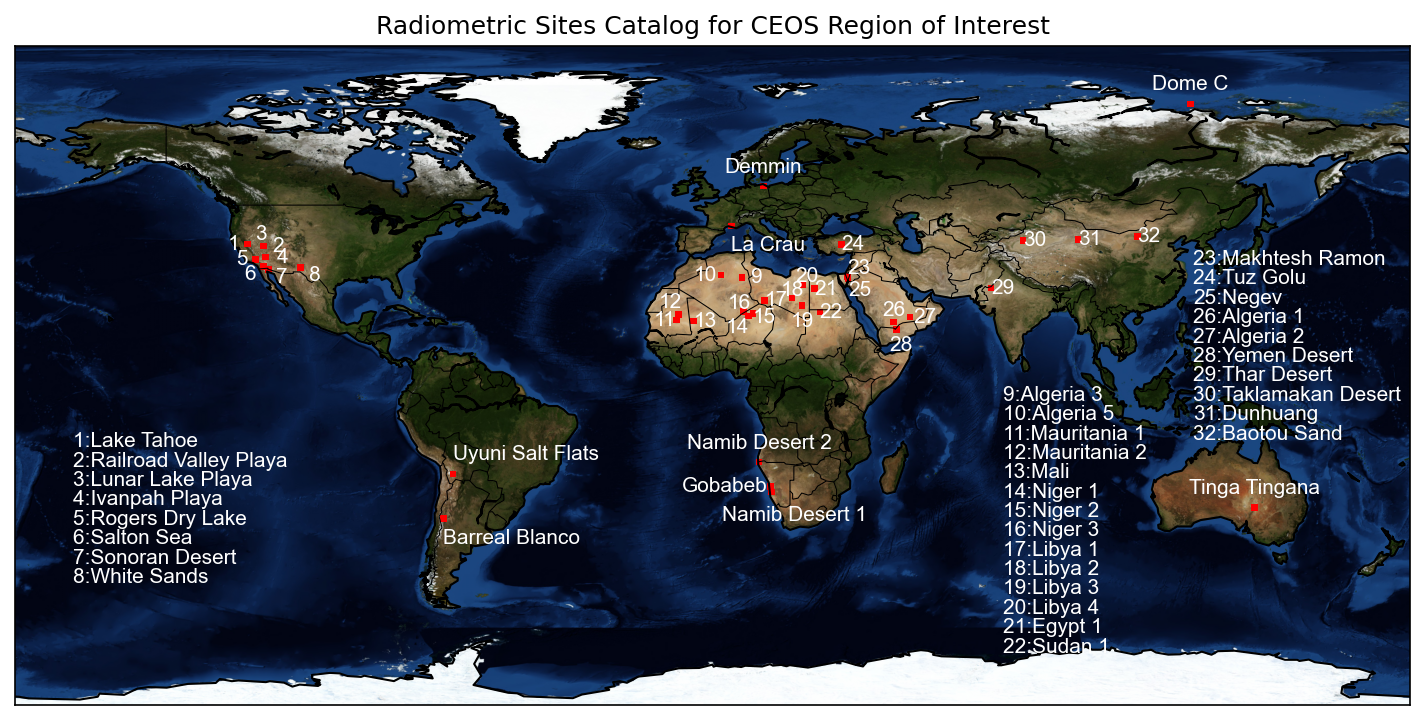 Radiometric Sites Catalog for CEOS Region of Interest
Dome C
Demmin
La Crau
1
3
2
5
4
6
7
8
10
9
12
11
13
16
14
15
17
18
20
21
19
22
23
25
24
26
27
28
29
30
31
32
23:Makhtesh Ramon
24:Tuz Golu
25:Negev
26:Algeria 1
27:Algeria 2
28:Yemen Desert
29:Thar Desert
30:Taklamakan Desert
31:Dunhuang
32:Baotou Sand
9:Algeria 3
10:Algeria 5
11:Mauritania 1
12:Mauritania 2
13:Mali
14:Niger 1
15:Niger 2
16:Niger 3
17:Libya 1
18:Libya 2
19:Libya 3
20:Libya 4
21:Egypt 1
22:Sudan 1
1:Lake Tahoe
2:Railroad Valley Playa
3:Lunar Lake Playa
4:Ivanpah Playa
5:Rogers Dry Lake
6:Salton Sea
7:Sonoran Desert
8:White Sands
Uyuni Salt Flats
Barreal Blanco
Namib Desert 2
Gobabeb
Namib Desert 1
Tinga Tingana